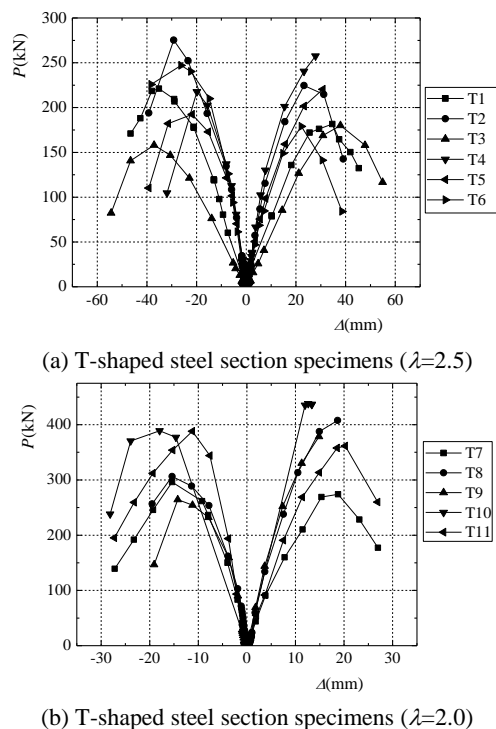 P(kN)
300
250
200
150
100
50
0
-60 -40 -20 0 20 40 60
Δ(mm)
T1
T2
T3
T4
T5
T6
(a) T-shaped steel section specimens (λ=2.5)
P(kN)
400
300
200
100
0
-30 -20 -10 0 10 20 30
Δ(mm)
T7
T8
T9
T10
T11
(b) T-shaped steel section specimens (λ=2.0)